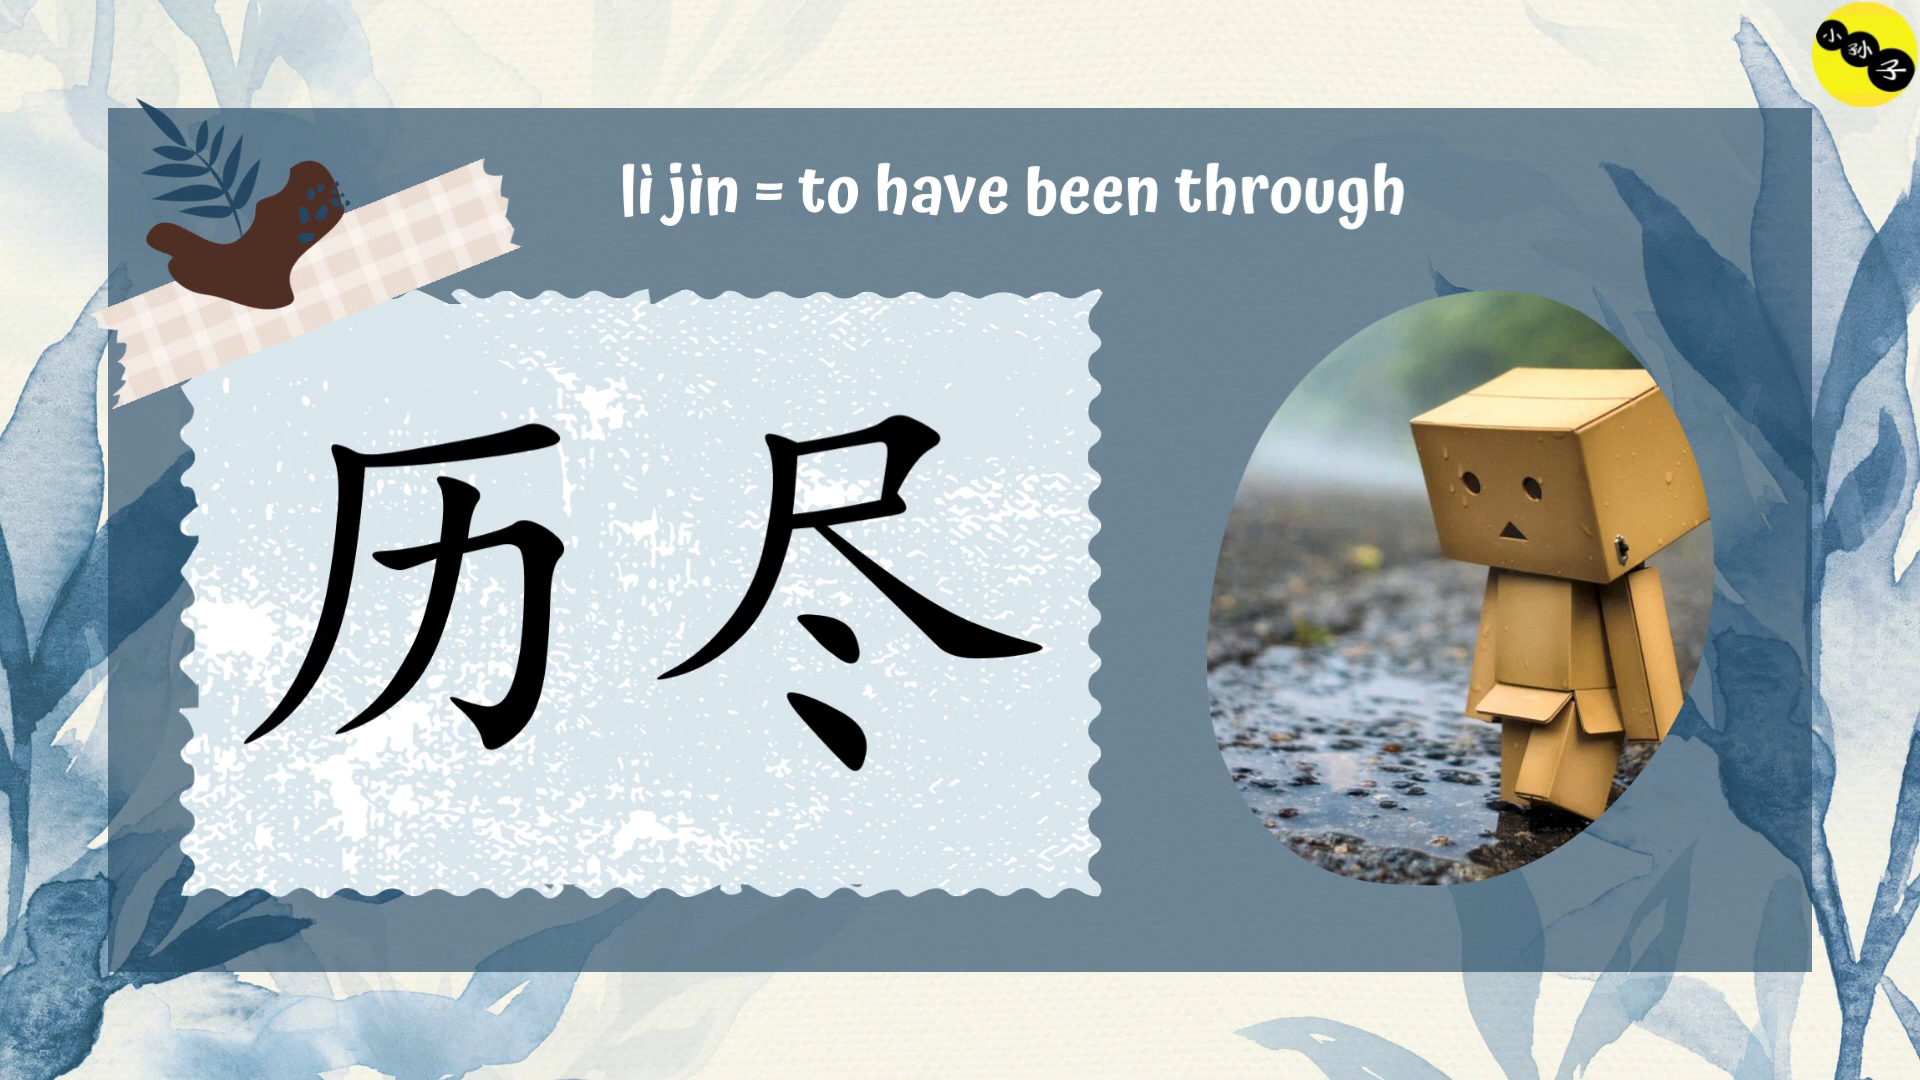 小孙子
lì jìn = to have been through
历尽